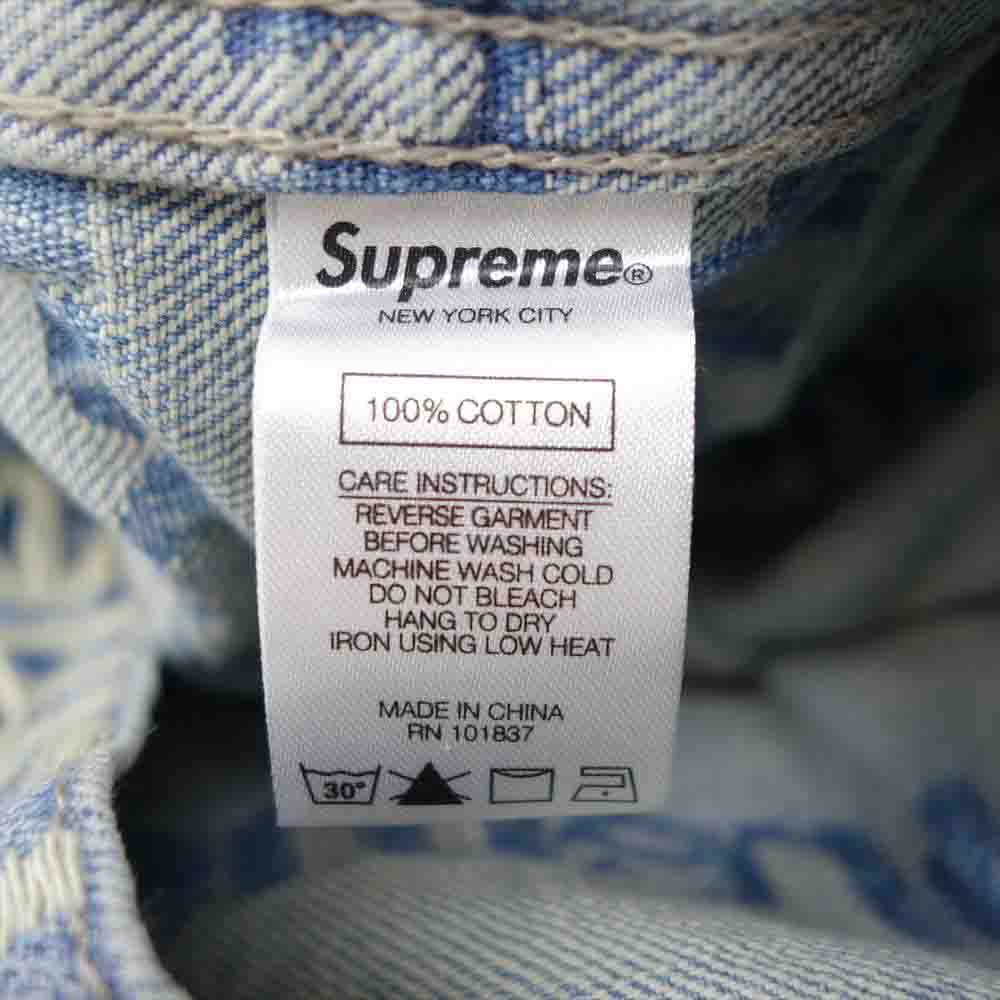 Supreme®
NEW YORK CITY
100% COTTON
CARE INSTRUCTIONS:
REVERSE GARMENT
BEFORE WASHING
MACHINE WASH COLD
DO NOT BLEACH
HANG TO DRY
IRON USING LOW HEAT
MADE IN CHINA
RN 101837
30°